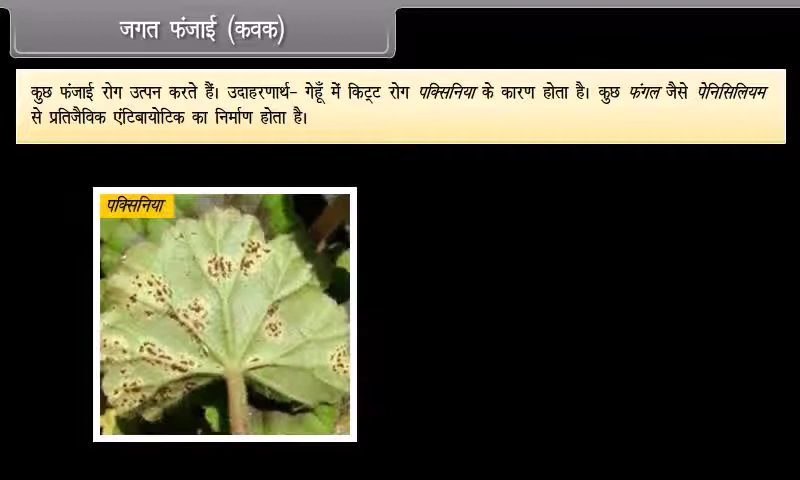 जगत फंजाई (कवक)
कुछ फंजाई रोग उत्पन करते हैं। उदाहरणार्थ– गेहूँ में किट्ट रोग पक्सिनिया के कारण होता है। कुछ फंगल जैसे पेनिसिलियम
से प्रतिजैविक एंटिबायोटिक का निर्माण होता है।
पक्सिनिया